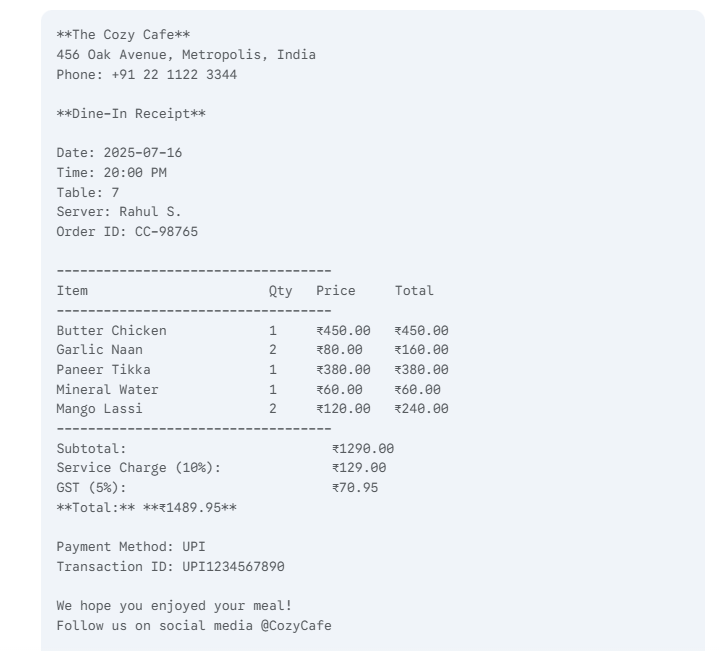 **The Cozy Cafe**
456 Oak Avenue, Metropolis, India
Phone: +91 22 1122 3344
**Dine-In Receipt**
Date: 2025-07-16
Time: 20:00 PM
Table: 7
Server: Rahul S.
Order ID: CC-98765
-----------------------------------
Item Qty Price Total
-----------------------------------
Butter Chicken 1 ₹450.00 ₹450.00
Garlic Naan 2 ₹80.00 ₹160.00
Paneer Tikka 1 ₹380.00 ₹380.00
Mineral Water 1 ₹60.00 ₹60.00
Mango Lassi 2 ₹120.00 ₹240.00
-----------------------------------
Subtotal: ₹1290.00
Service Charge (10%): ₹129.00
GST (5%): ₹70.95
**Total:** **₹1489.95**
Payment Method: UPI
Transaction ID: UPI1234567890
We hope you enjoyed your meal!
Follow us on social media @CozyCafe